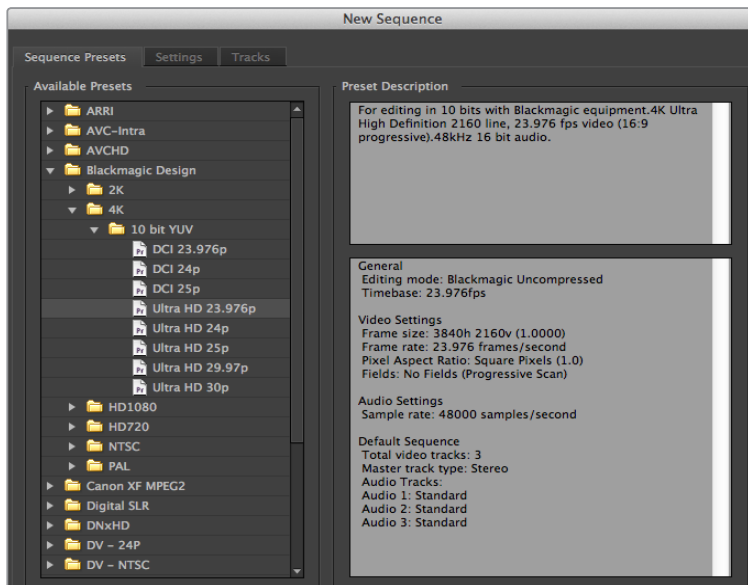 New Sequence
Sequence Presets
Settings
Tracks
Available Presets
ARRI
AVC-Intra
AVCHD
Blackmagic Design
2K
4K
10 bit YUV
DCI 23.976p
DCI 24p
DCI 25p
Ultra HD 23.976p
Ultra HD 24p
Ultra HD 25p
Ultra HD 29.97p
Ultra HD 30p
HD1080
HD720
NTSC
PAL
Canon XF MPEG2
Digital SLR
DNxHD
DV - 24P
DV - NTSC
Preset Description
For editing in 10 bits with Blackmagic equipment.4K Ultra
High Definition 2160 line, 23.976 fps video (16:9
progressive).48kHz 16 bit audio.
General
Editing mode: Blackmagic Uncompressed
Timebase: 23.976fps
Video Settings
Frame size: 3840h 2160v (1.0000)
Frame rate: 23.976 frames/second
Pixel Aspect Ratio: Square Pixels (1.0)
Fields: No Fields (Progressive Scan)
Audio Settings
Sample rate: 48000 samples/second
Default Sequence
Total video tracks: 3
Master track type: Stereo
Audio Tracks:
Audio 1: Standard
Audio 2: Standard
Audio 3: Standard